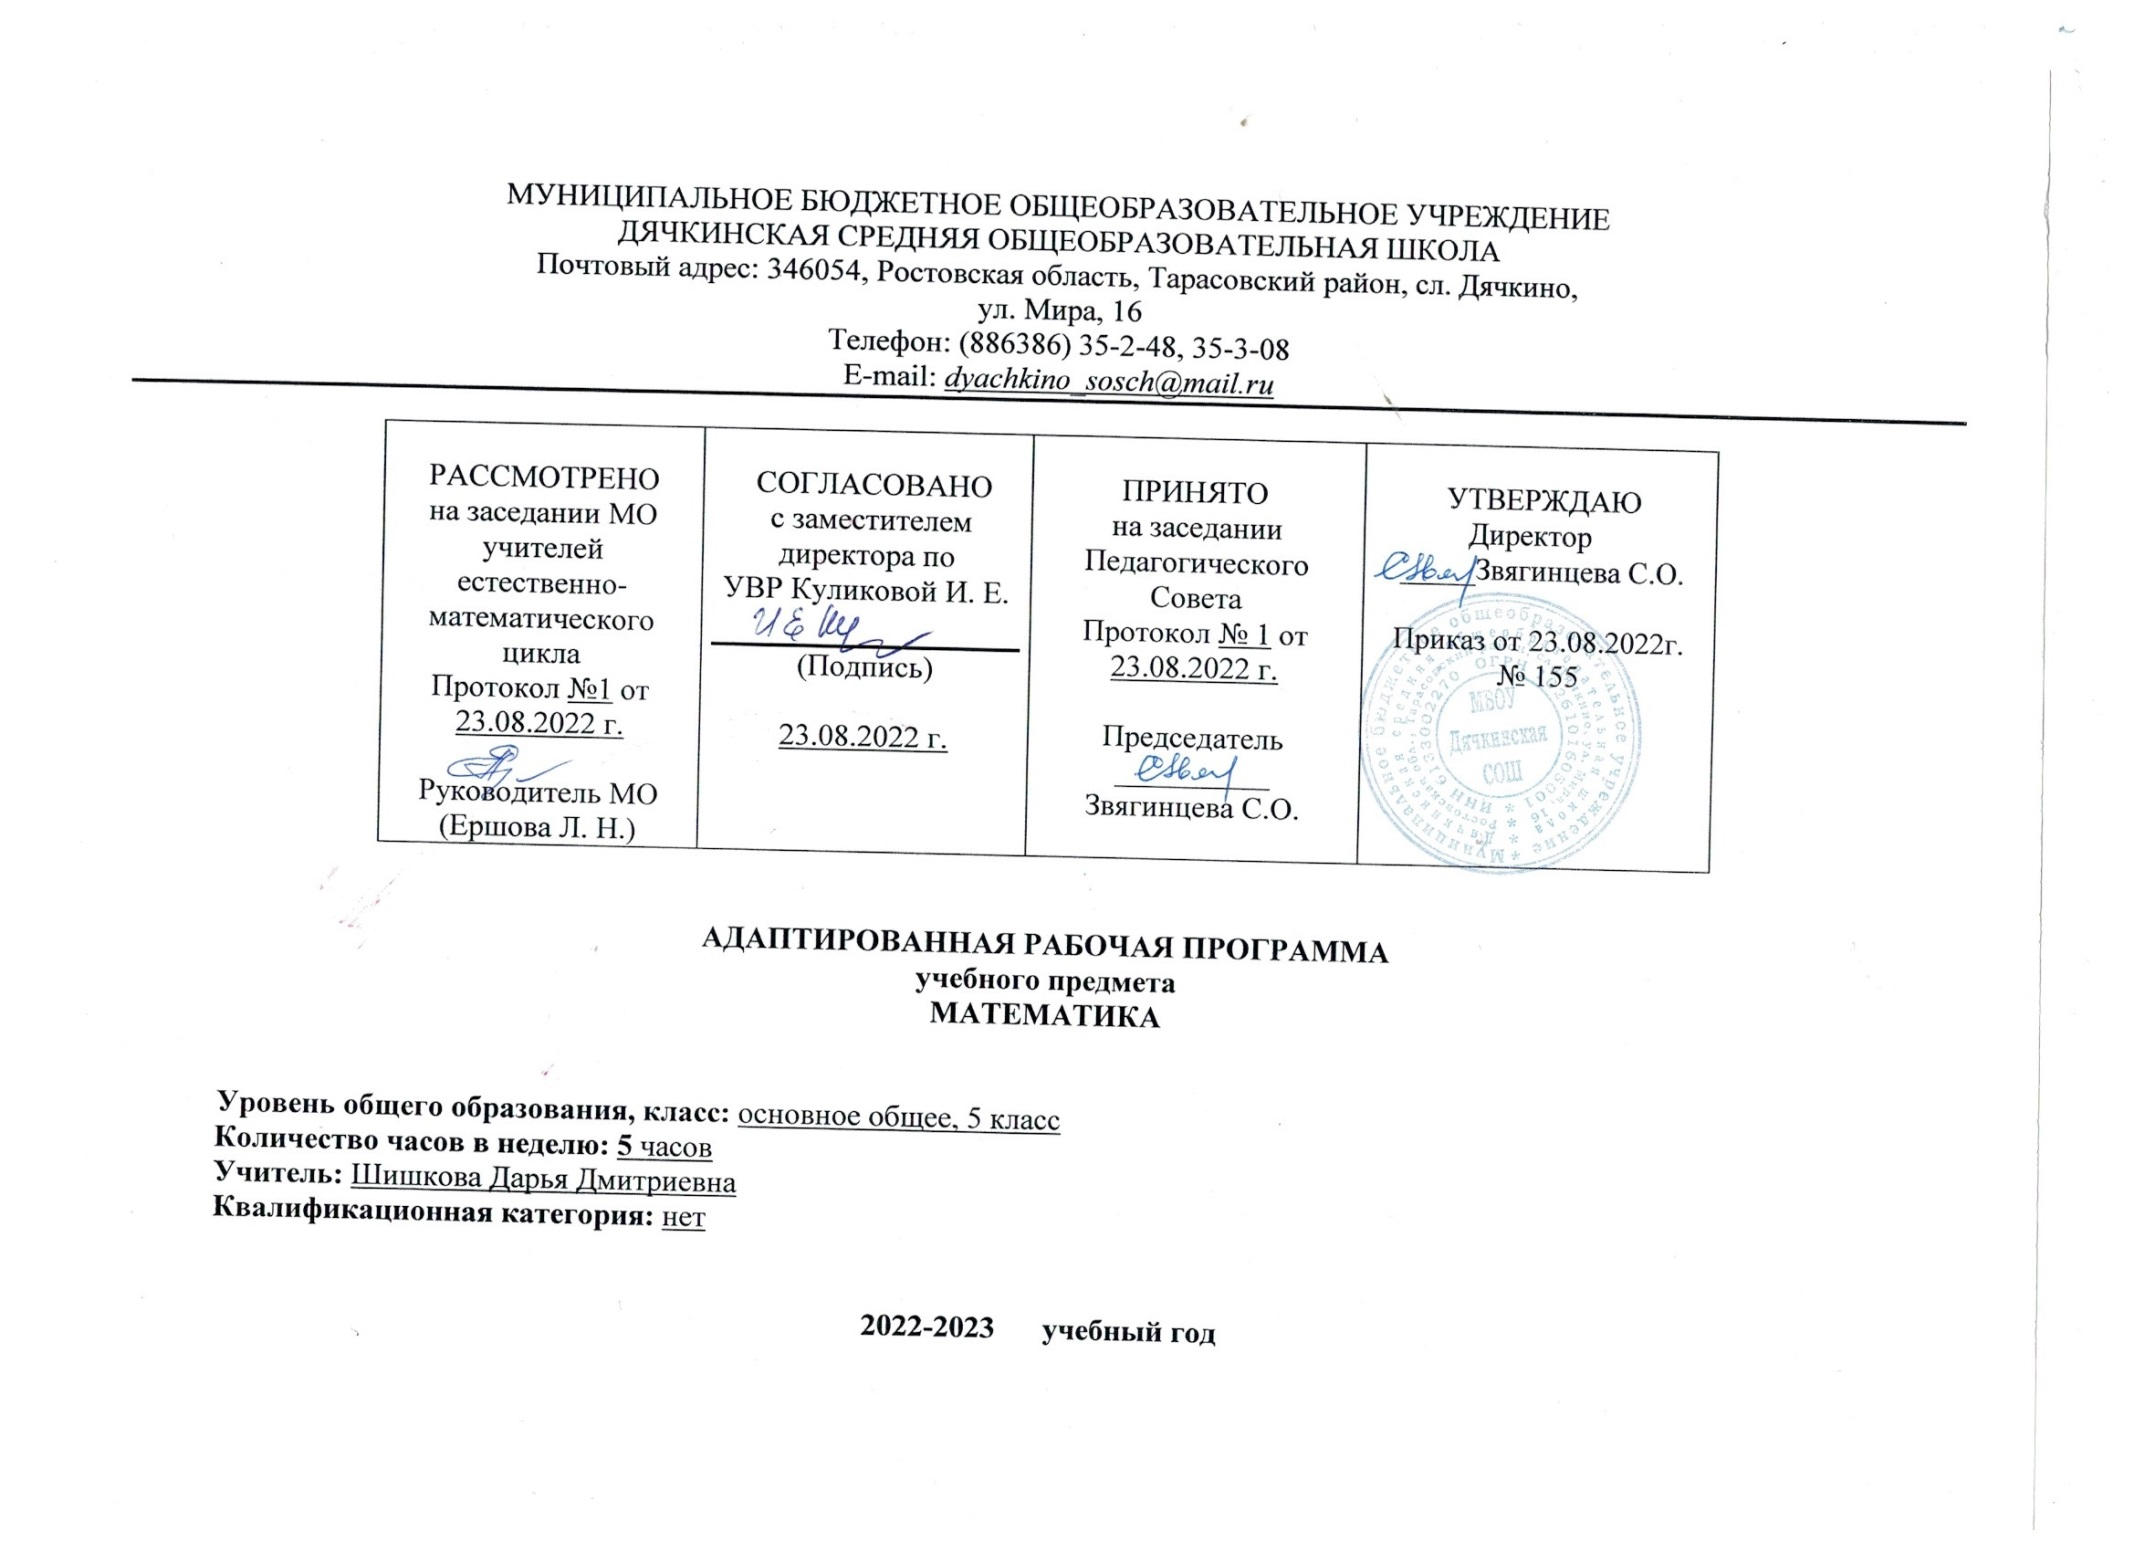 МУНИЦИПАЛЬНОЕ БЮДЖЕТНОЕ ОБЩЕОБРАЗОВАТЕЛЬНОЕ УЧРЕЖДЕНИЕ
ДЯЧКИНСКАЯ СРЕДНЯЯ ОБЩЕОБРАЗОВАТЕЛЬНАЯ ШКОЛА
Почтовый адрес: 346054, Ростовская область, Тарасовский район, сл. Дячкино,
ул. Мира, 16
Телефон: (886386) 35-2-48, 35-3-08
E-mail: dyachkino_sosch@mail.ru
РАССМОТРЕНО
на заседании МО
учителей
естественно-
математического
цикла
Протокол №1 от
23.08.2022 г.
Руководитель МО
(Ершова Л. Н.)
СОГЛАСОВАНО
с заместителем
директора по
УВР Куликовой И. Е.
(Подпись)
23.08.2022 г.
ПРИНЯТО
на заседании
Педагогического
Совета
Протокол № 1 от
23.08.2022 г.
Председатель
Звягинцева С.О.
УТВЕРЖДАЮ
Директор
Звягинцева С.О.
Приказ от 23.08.2022г.
№ 155
МБОУ
Дячкинская
СОШ
АДАПТИРОВАННАЯ РАБОЧАЯ ПРОГРАММА
учебного предмета
МАТЕМАТИКА
Уровень общего образования, класс: основное общее, 5 класс
Количество часов в неделю: 5 часов
Учитель: Шишкова Дарья Дмитриевна
Квалификационная категория: нет
2022-2023 учебный год